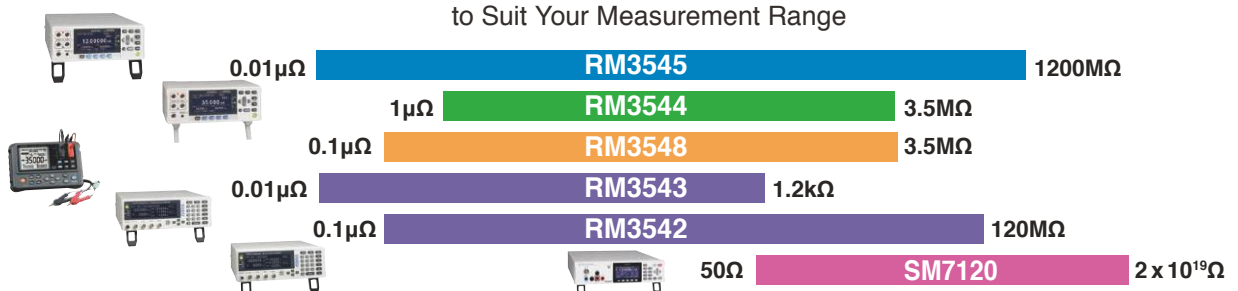 to Suit Your Measurement Range
0.01µΩ RM3545 1200MΩ
1µΩ RM3544 3.5MΩ
0.1µΩ RM3548 3.5MΩ
0.01µΩ RM3543 1.2kΩ
0.1µΩ RM3542 120MΩ
50Ω SM7120 2 x 10¹⁹Ω